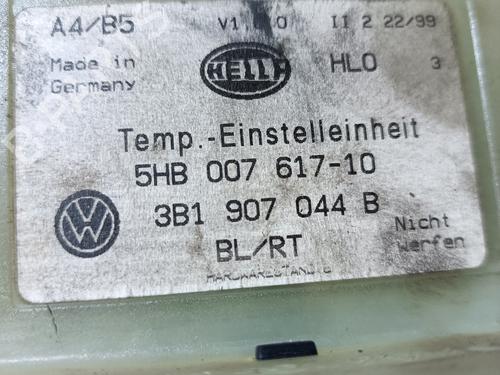 A4/B5 II 2 22/99
Made in Germany
HELLA
HLO 3
Temp.-Einstelleinheit
5HB 007 617-10
3B1 907 044 B
BL/RT
Nicht
werfen